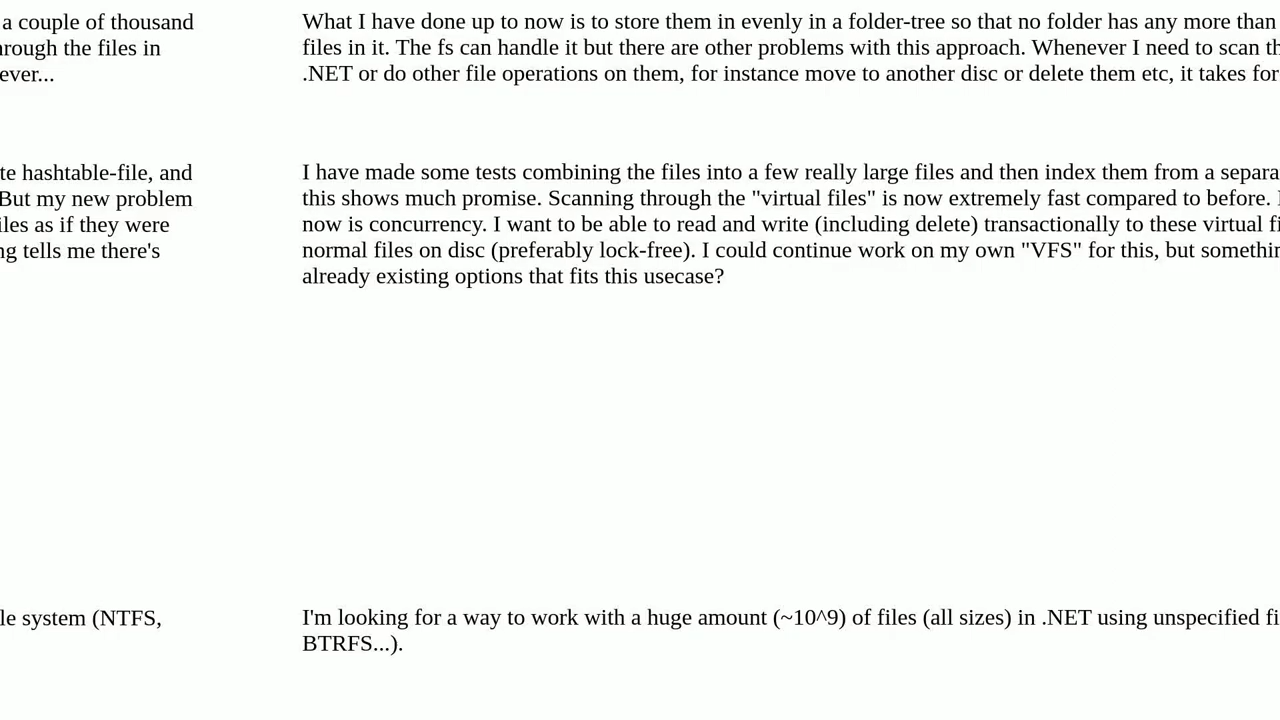 a couple of thousand
hrough the files in
ever...
What I have done up to now is to store them in evenly in a folder-tree so that no folder has any more than
files in it. The fs can handle it but there are other problems with this approach. Whenever I need to scan th
.NET or do other file operations on them, for instance move to another disc or delete them etc, it takes for
te hashtable-file, and
But my new problem
iles as if they were
ng tells me there's
I have made some tests combining the files into a few really large files and then index them from a separa
this shows much promise. Scanning through the "virtual files" is now extremely fast compared to before.
now is concurrency. I want to be able to read and write (including delete) transactionally to these virtual fi
normal files on disc (preferably lock-free). I could continue work on my own "VFS" for this, but somethin
already existing options that fits this usecase?
le system (NTFS,
I'm looking for a way to work with a huge amount (~10^9) of files (all sizes) in .NET using unspecified fi
BTRFS...).